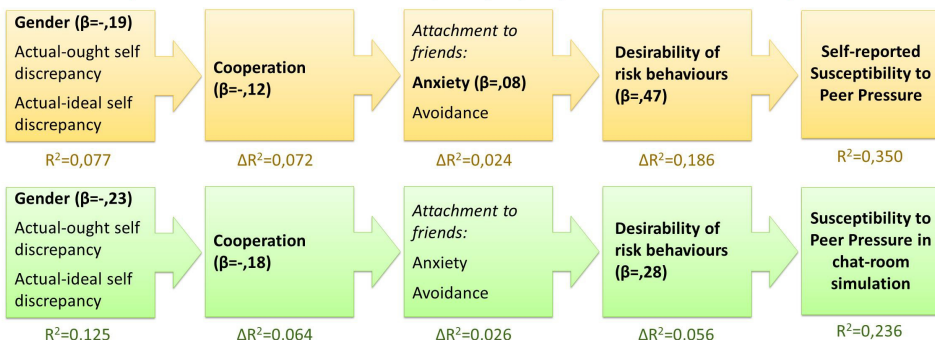 Gender (β=-,19)
Actual-ought self
discrepancy
Actual-ideal self
discrepancy
Cooperation
(β=-,12)
Attachment to
friends:
Anxiety (β=,08)
Avoidance
Desirability of
risk behaviours
(β=,47)
Self-reported
Susceptibility to
Peer Pressure
R²=0,077
ΔR²=0,072
ΔR²=0,024
ΔR²=0,186
R²=0,350
Gender (β=-,23)
Actual-ought self
discrepancy
Actual-ideal self
discrepancy
Cooperation
(β=-,18)
Attachment to
friends:
Anxiety
Avoidance
Desirability of
risk behaviours
(β=,28)
Susceptibility to
Peer Pressure in
chat-room
simulation
R²=0,125
ΔR²=0,064
ΔR²=0,026
ΔR²=0,056
R²=0,236